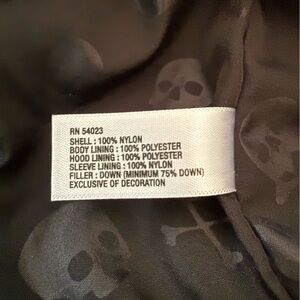 RN 54023
SHELL : 100% NYLON
BODY LINING : 100% POLYESTER
HOOD LINING : 100% POLYESTER
SLEEVE LINING : 100% NYLON
FILLER : DOWN (MINIMUM 75% DOWN)
EXCLUSIVE OF DECORATION